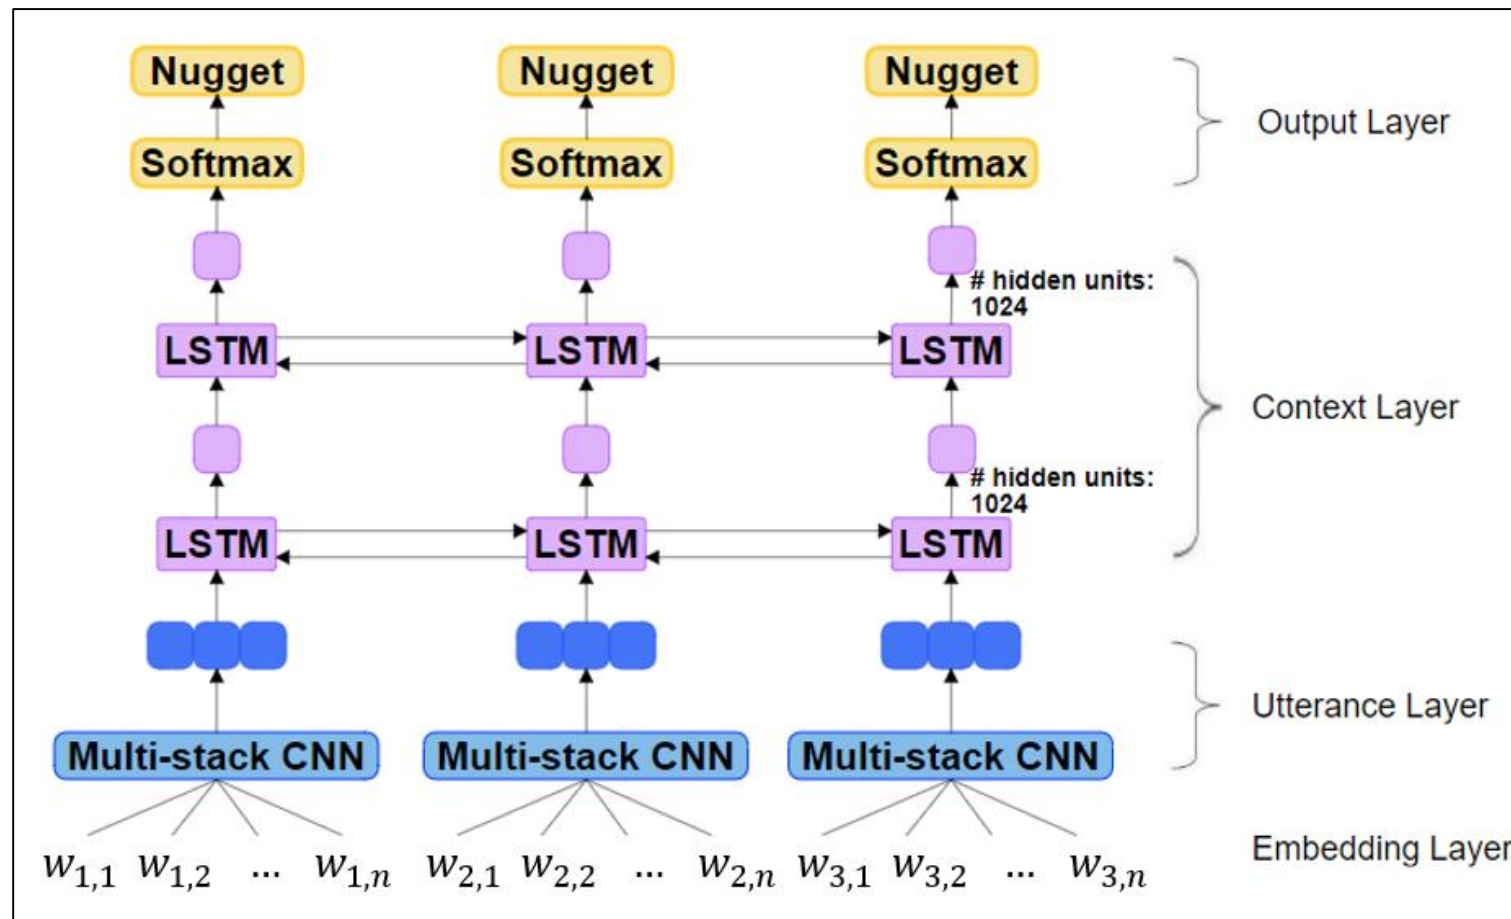 Nugget Nugget Nugget
Output Layer
Softmax Softmax Softmax
# hidden units:
1024
LSTM LSTM LSTM
Context Layer
# hidden units:
1024
LSTM LSTM LSTM
Utterance Layer
Multi-stack CNN Multi-stack CNN Multi-stack CNN
w1,1 w1,2 ... w1,n w2,1 w2,2 ... w2,n w3,1 w3,2 ... w3,n
Embedding Layer